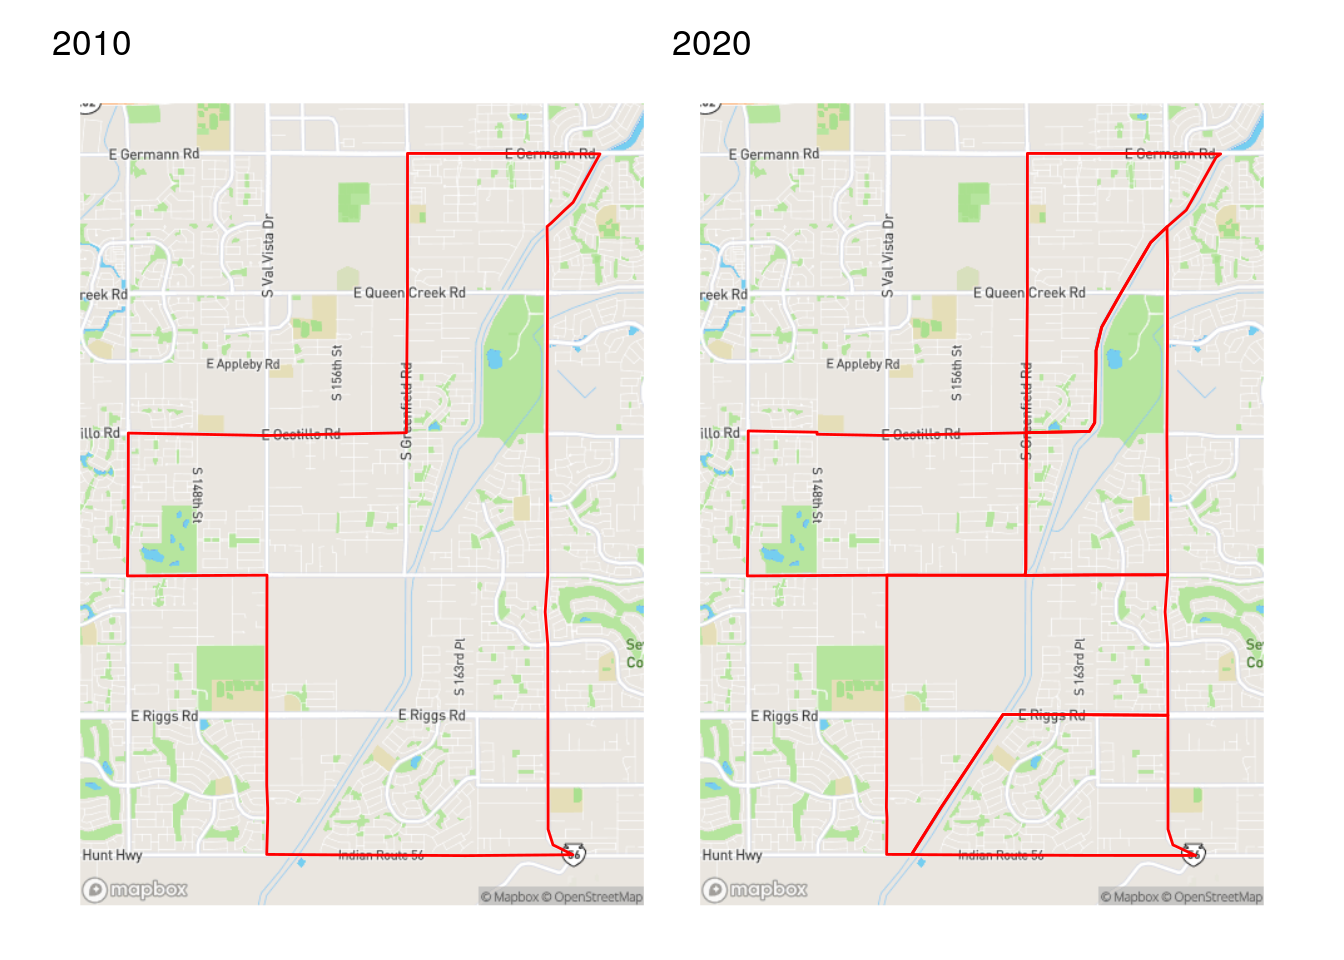 2010
2020
E Germann Rd
E Germann Rd
S Val Vista Dr
reek Rd
E Queen Creek Rd
E Appleby Rd
S 156th St
S Greenfield Rd
illo Rd
E Ocotillo Rd
S 148th St
S 163rd Pl
Se
Co
E Riggs Rd
E Riggs Rd
Hunt Hwy
Indian Route 56
56
mapbox
© Mapbox © OpenStreetMap
E Germann Rd
E Germann Rd
S Val Vista Dr
reek Rd
E Queen Creek Rd
E Appleby Rd
S 156th St
S Greenfield Rd
illo Rd
E Ocotillo Rd
S 148th St
S 163rd Pl
Se
Co
E Riggs Rd
E Riggs Rd
Hunt Hwy
Indian Route 56
56
mapbox
© Mapbox © OpenStreetMap